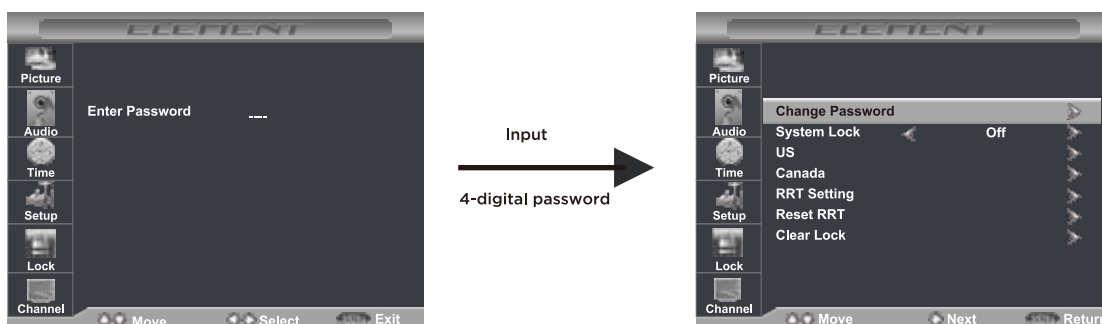 ELEMENT
Picture
Audio
Time
Setup
Lock
Channel
Enter Password ----
Move Select Exit
Input
4-digital password
ELEMENT
Picture
Audio
Time
Setup
Lock
Channel
Change Password
System Lock Off
US
Canada
RRT Setting
Reset RRT
Clear Lock
Move Next Return